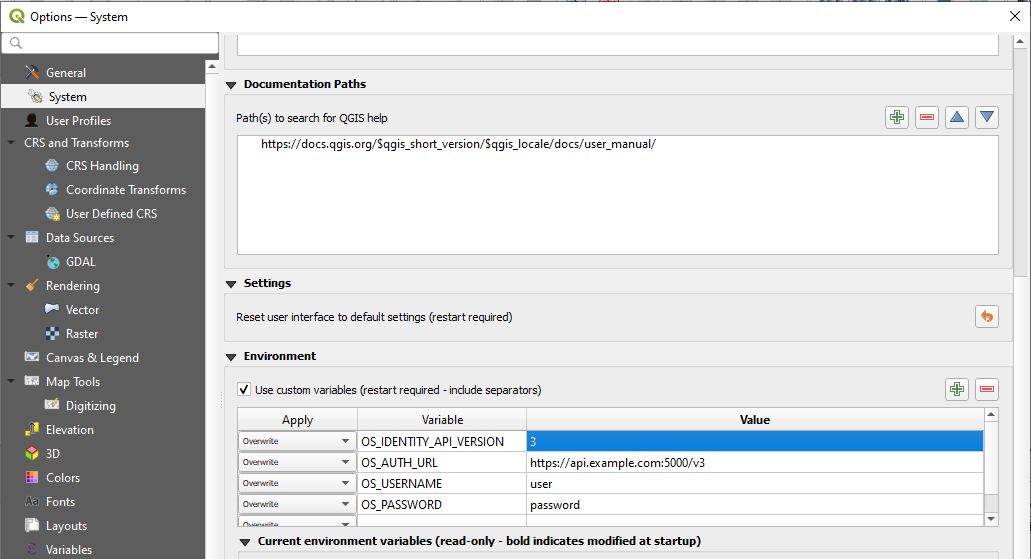 Options — System
General
System
User Profiles
CRS and Transforms
CRS Handling
Coordinate Transforms
User Defined CRS
Data Sources
GDAL
Rendering
Vector
Raster
Canvas & Legend
Map Tools
Digitizing
Elevation
3D
Colors
Fonts
Layouts
Variables
Documentation Paths
Path(s) to search for QGIS help
https://docs.qgis.org/$qgis_short_version/$qgis_locale/docs/user_manual/
Settings
Reset user interface to default settings (restart required)
Environment
Use custom variables (restart required - include separators)
Apply Variable Value
Overwrite OS_IDENTITY_API_VERSION 3
Overwrite OS_AUTH_URL https://api.example.com:5000/v3
Overwrite OS_USERNAME user
Overwrite OS_PASSWORD password
Overwrite
Current environment variables (read-only - bold indicates modified at startup)